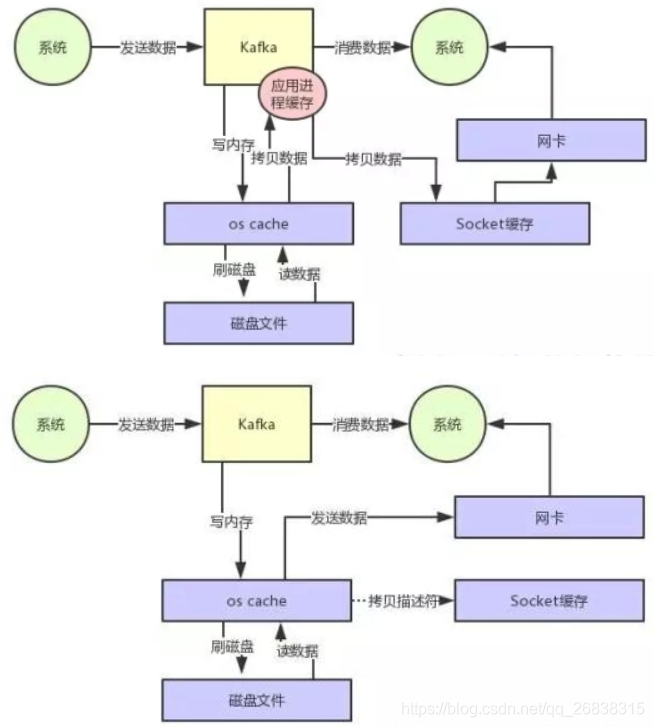 系统
发送数据
Kafka
消费数据
系统
应用进
程缓存
网卡
写内存
拷贝数据
拷贝数据
os cache
Socket缓存
刷磁盘
读数据
磁盘文件
系统
发送数据
Kafka
消费数据
系统
写内存
发送数据
网卡
os cache
拷贝描述符
Socket缓存
刷磁盘
读数据
磁盘文件
https://blog.csdn.net/qq_26838315